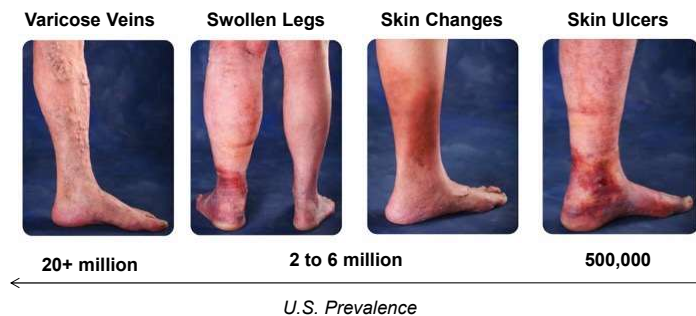 Varicose Veins Swollen Legs Skin Changes Skin Ulcers
20+ million 2 to 6 million 500,000
U.S. Prevalence